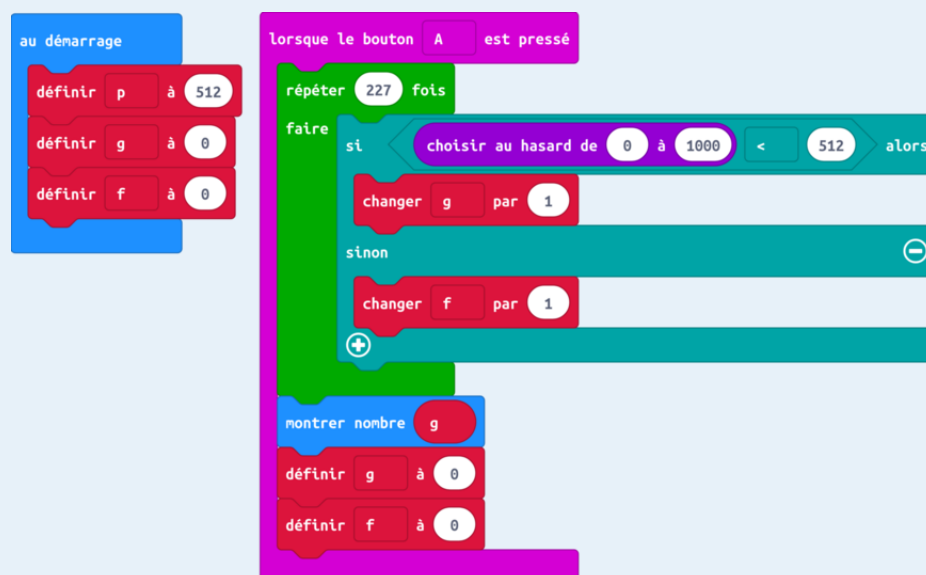 au démarrage
définir p à 512
définir g à 0
définir f à 0
lorsque le bouton A est pressé
répéter 227 fois
faire
si choisir au hasard de 0 à 1000 < 512 alors
changer g par 1
sinon
changer f par 1
montrer nombre g
définir g à 0
définir f à 0